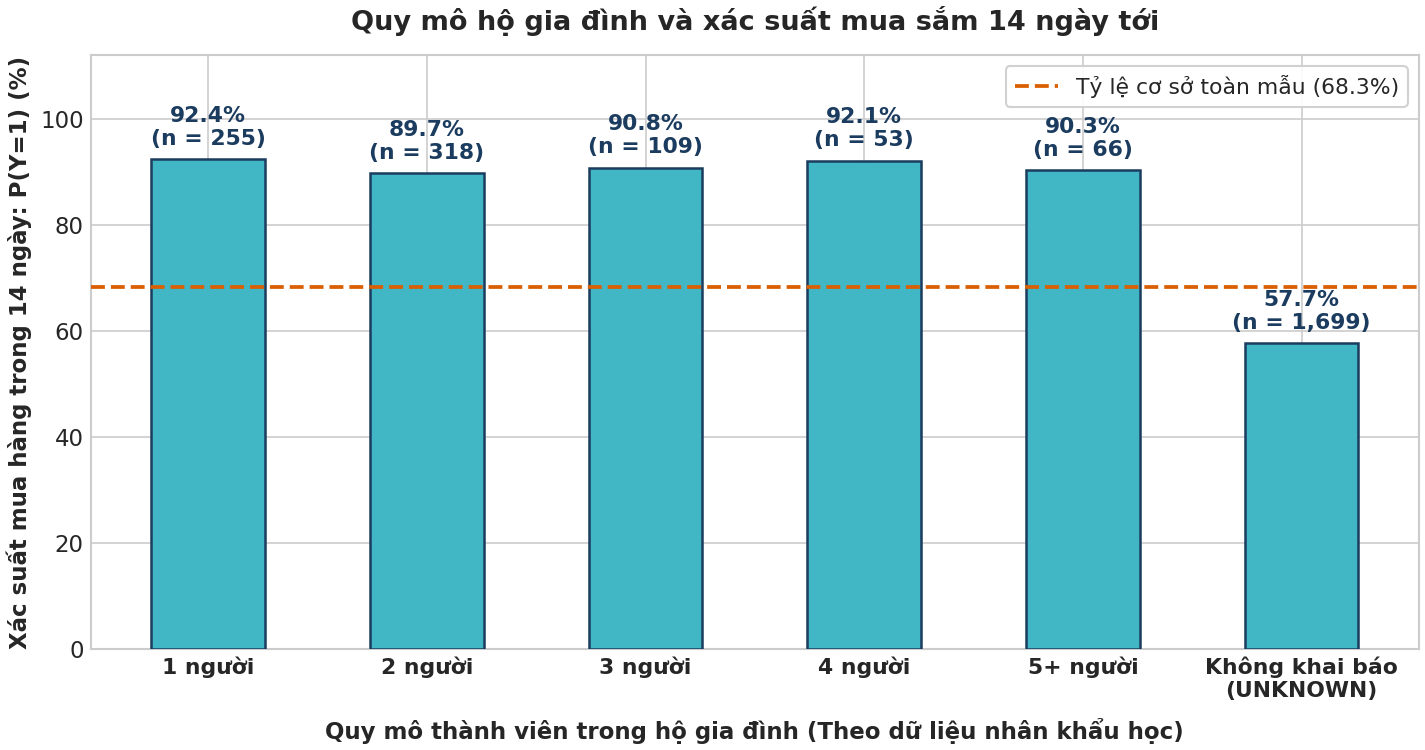 Quy mô hộ gia đình và xác suất mua sắm 14 ngày tới
Xác suất mua hàng trong 14 ngày: P(Y=1) (%)
Tỷ lệ cơ sở toàn mẫu (68.3%)
100
80
60
40
20
0
92.4%
(n = 255)
89.7%
(n = 318)
90.8%
(n = 109)
92.1%
(n = 53)
90.3%
(n = 66)
57.7%
(n = 1,699)
1 người
2 người
3 người
4 người
5+ người
Không khai báo
(UNKNOWN)
Quy mô thành viên trong hộ gia đình (Theo dữ liệu nhân khẩu học)